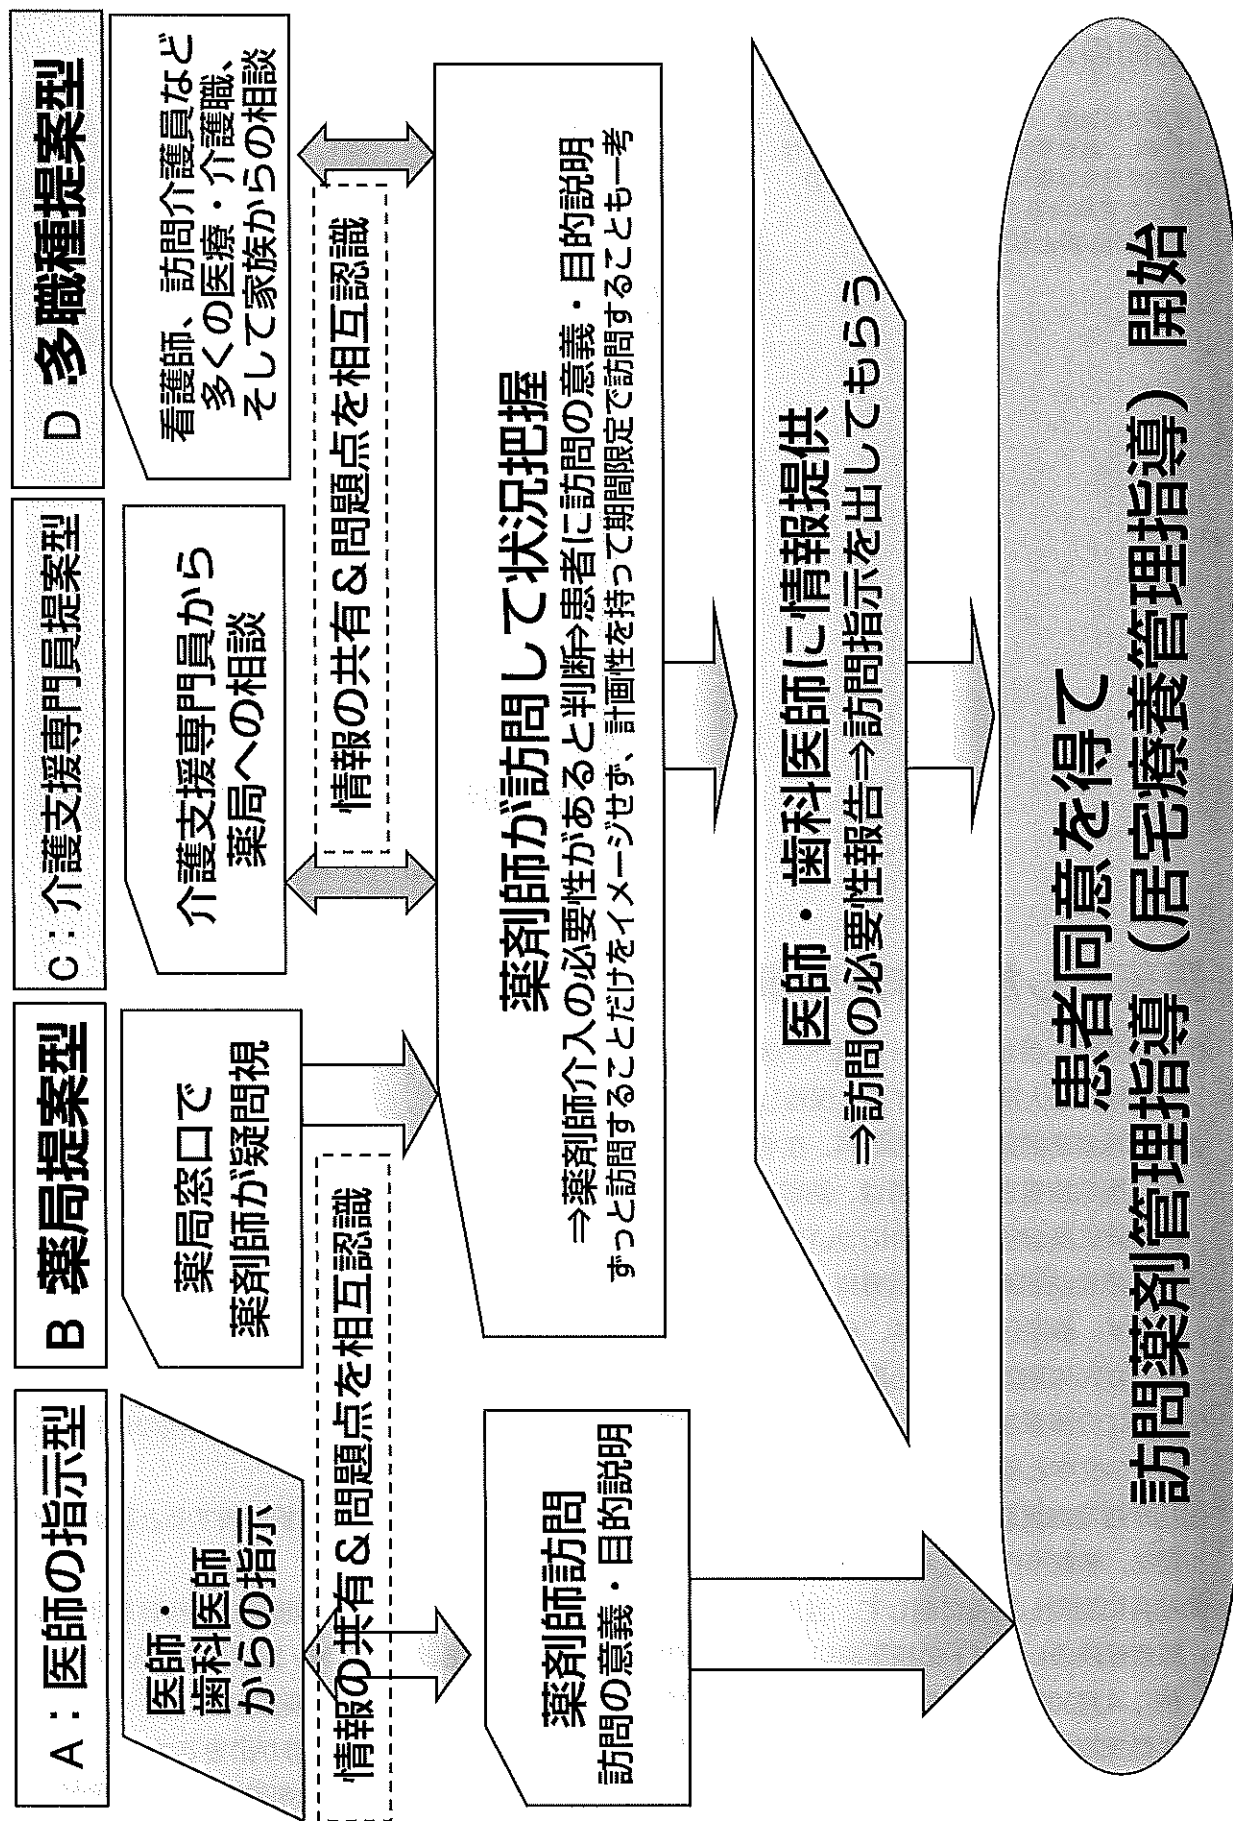 A：医師の指示型
医師・
歯科医師
からの指示
情報の共有＆問題点を相互認識
薬剤師訪問
訪問の意義・目的説明
B 薬局提案型
薬局窓口で
薬剤師が疑問視
C：介護支援専門員提案型
介護支援専門員から
薬局への相談
D 多職種提案型
看護師、訪問介護員など
多くの医療・介護職、
そして家族からの相談
情報の共有＆問題点を相互認識
薬剤師が訪問して状況把握
⇒薬剤師介入の必要性があると判断⇒患者に訪問の意義・目的説明
ずっと訪問することだけをイメージせず、計画性を持って期間限定で訪問することも一考
医師・歯科医師に情報提供
⇒訪問の必要性報告⇒訪問指示を出してもらう
患者同意を得て
訪問薬剤管理指導（居宅療養管理指導）開始